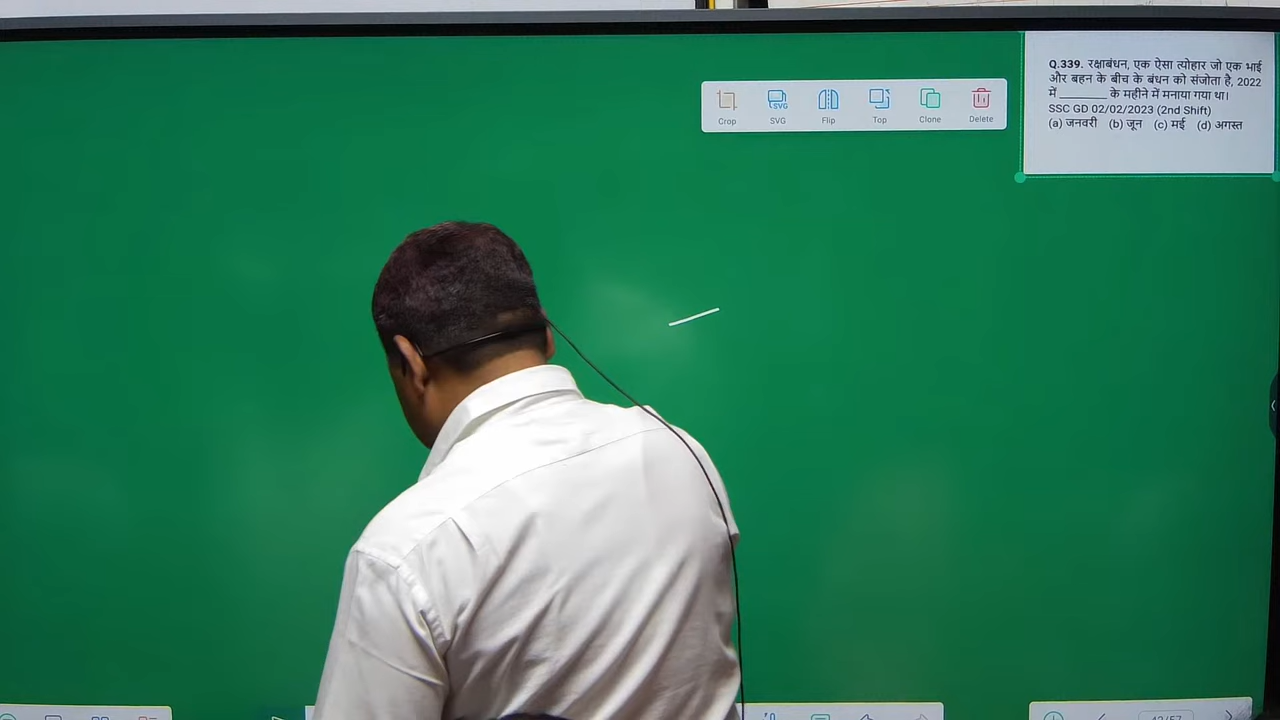 Crop SVG Flip Top Clone Delete
Q.339. रक्षाबंधन, एक ऐसा त्योहार जो एक भाई
और बहन के बीच के बंधन को संजोता है, 2022
में ________ के महीने में मनाया गया था।
SSC GD 02/02/2023 (2nd Shift)
(a) जनवरी (b) जून (c) मई (d) अगस्त